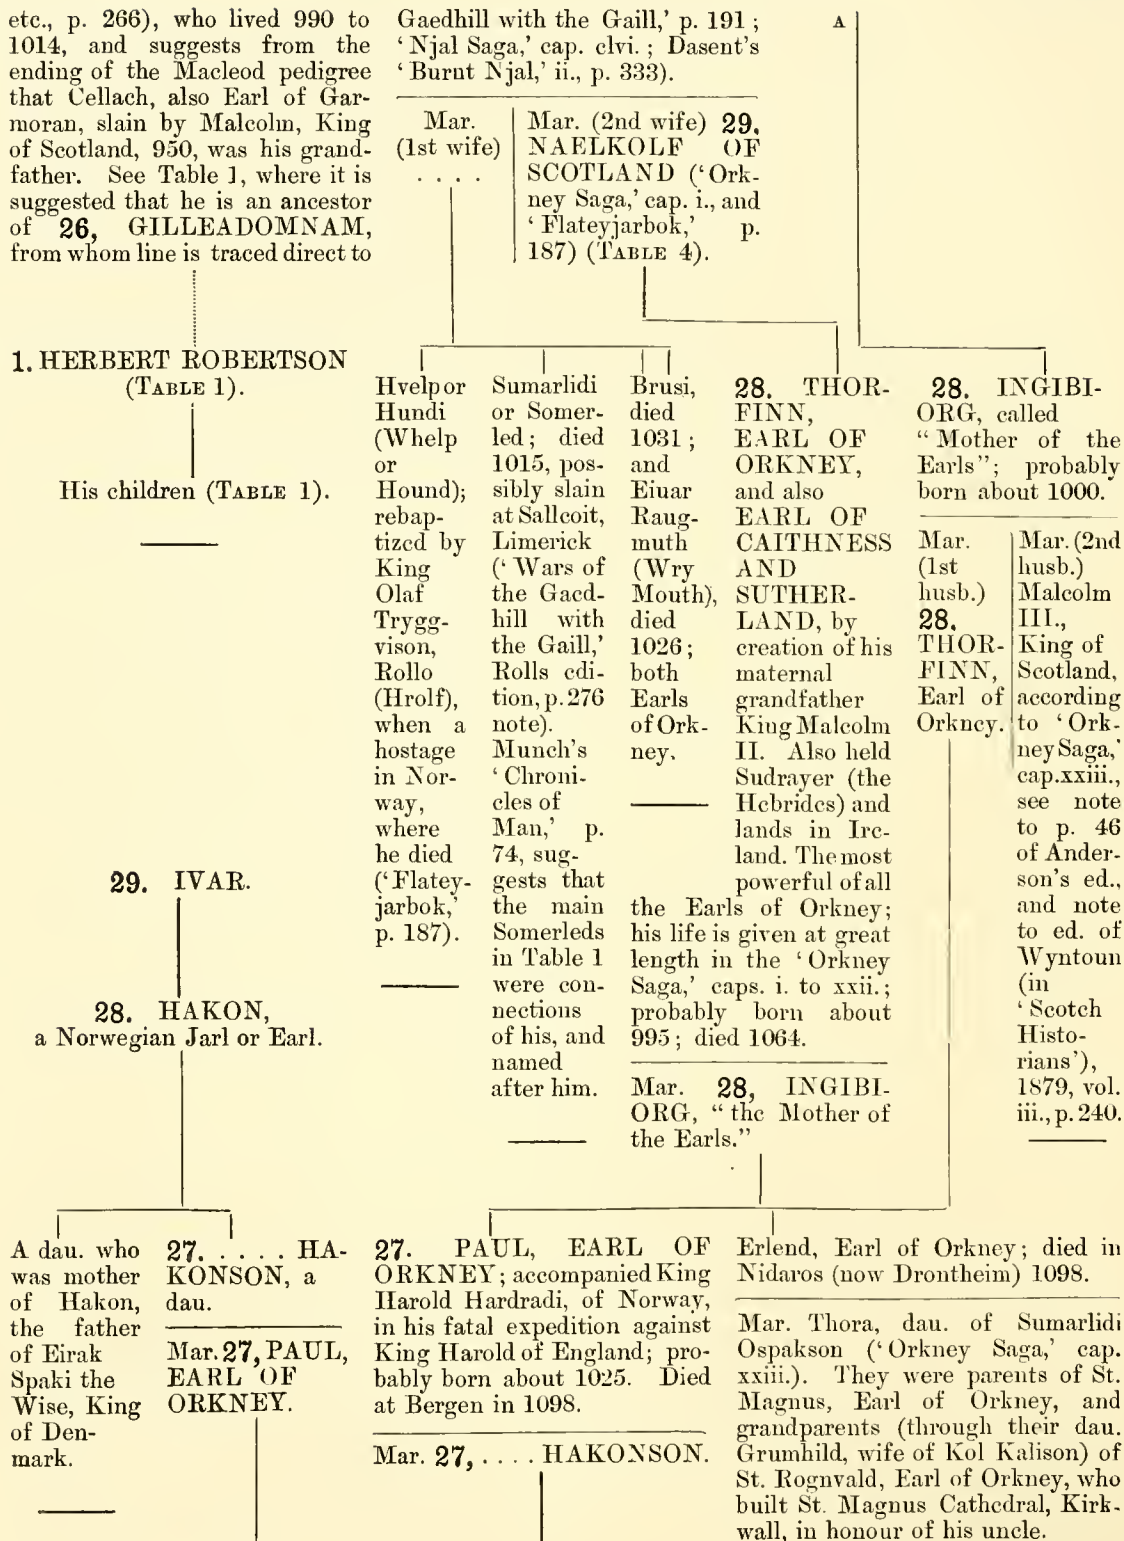 etc., p. 266), who lived 990 to
1014, and suggests from the
ending of the Macleod pedigree
that Cellach, also Earl of Gar-
moran, slain by Malcolm, King
of Scotland, 950, was his grand-
father. See Table 1, where it is
suggested that he is an ancestor
of 26, GILLEADOMNAM,
from whom line is traced direct to
1. HERBERT ROBERTSON
(TABLE 1).
His children (TABLE 1).
Gaedhill with the Gaill,' p. 191 ;
'Njal Saga,' cap. clvi. ; Dasent's
'Burnt Njal,' ii., p. 333).
Mar.
(1st wife)
. . . .
Mar. (2nd wife) 29,
NAELKOLF OF
SCOTLAND ('Ork-
ney Saga,' cap. i., and
'Flateyjarbok,' p.
187) (TABLE 4).
A
Hvelp or
Hundi
(Whelp
or
Hound);
rebap-
tized by
King
Olaf
Trygg-
vison,
Rollo
(Hrolf),
when a
hostage
in Nor-
way,
where
he died
('Flatey-
jarbok,'
p. 187).
Sumarlidi
or Somer-
led; died
1015, pos-
sibly slain
at Sallcoit,
Limerick
('Wars of
the Gaed-
hill with
the Gaill,'
Rolls edi-
tion, p. 276
note).
Munch's
'Chroni-
cles of
Man,' p.
74, sug-
gests that
the main
Somerleds
in Table 1
were con-
nections
of his, and
named
after him.
Brusi,
died
1031;
and
Einar
Raug-
muth
(Wry
Mouth),
died
1026;
both
Earls
of Ork-
ney.
28. THOR-
FINN,
EARL OF
ORKNEY,
and also
EARL OF
CAITHNESS
AND
SUTHER-
LAND, by
creation of his
maternal
grandfather
King Malcolm
II. Also held
Sudrayer (the
Hebrides) and
lands in Ire-
land. The most
powerful of all
the Earls of Orkney;
his life is given at great
length in the 'Orkney
Saga,' caps. i. to xxii.;
probably born about
995; died 1064.
Mar. 28, INGIBI-
ORG, "the Mother of
the Earls."
28. INGIBI-
ORG, called
"Mother of the
Earls"; probably
born about 1000.
Mar.
(1st
husb.)
28.
THOR-
FINN,
Earl of
Orkney.
Mar. (2nd
husb.)
Malcolm
III.,
King of
Scotland,
according
to 'Ork-
ney Saga,'
cap. xxiii.,
see note
to p. 46
of Ander-
son's ed.,
and note
to ed. of
Wyntoun
(in
'Scotch
Histo-
rians'),
1879, vol.
iii., p. 240.
29. IVAR.
28. HAKON,
a Norwegian Jarl or Earl.
A dau. who
was mother
of Hakon,
the father
of Eirak
Spaki the
Wise, King
of Den-
mark.
27. . . . . . HA-
KONSON, a
dau.
Mar. 27, PAUL,
EARL OF
ORKNEY.
27. PAUL, EARL OF
ORKNEY; accompanied King
Harold Hardradi, of Norway,
in his fatal expedition against
King Harold of England; pro-
bably born about 1025. Died
at Bergen in 1098.
Mar. 27, . . . . HAKONSON.
Erlend, Earl of Orkney; died in
Nidaros (now Drontheim) 1098.
Mar. Thora, dau. of Sumarlidi
Ospakson ('Orkney Saga,' cap.
xxiii.). They were parents of St.
Magnus, Earl of Orkney, and
grandparents (through their dau.
Grumhild, wife of Kol Kalison) of
St. Rognvald, Earl of Orkney, who
built St. Magnus Cathedral, Kirk-
wall, in honour of his uncle.